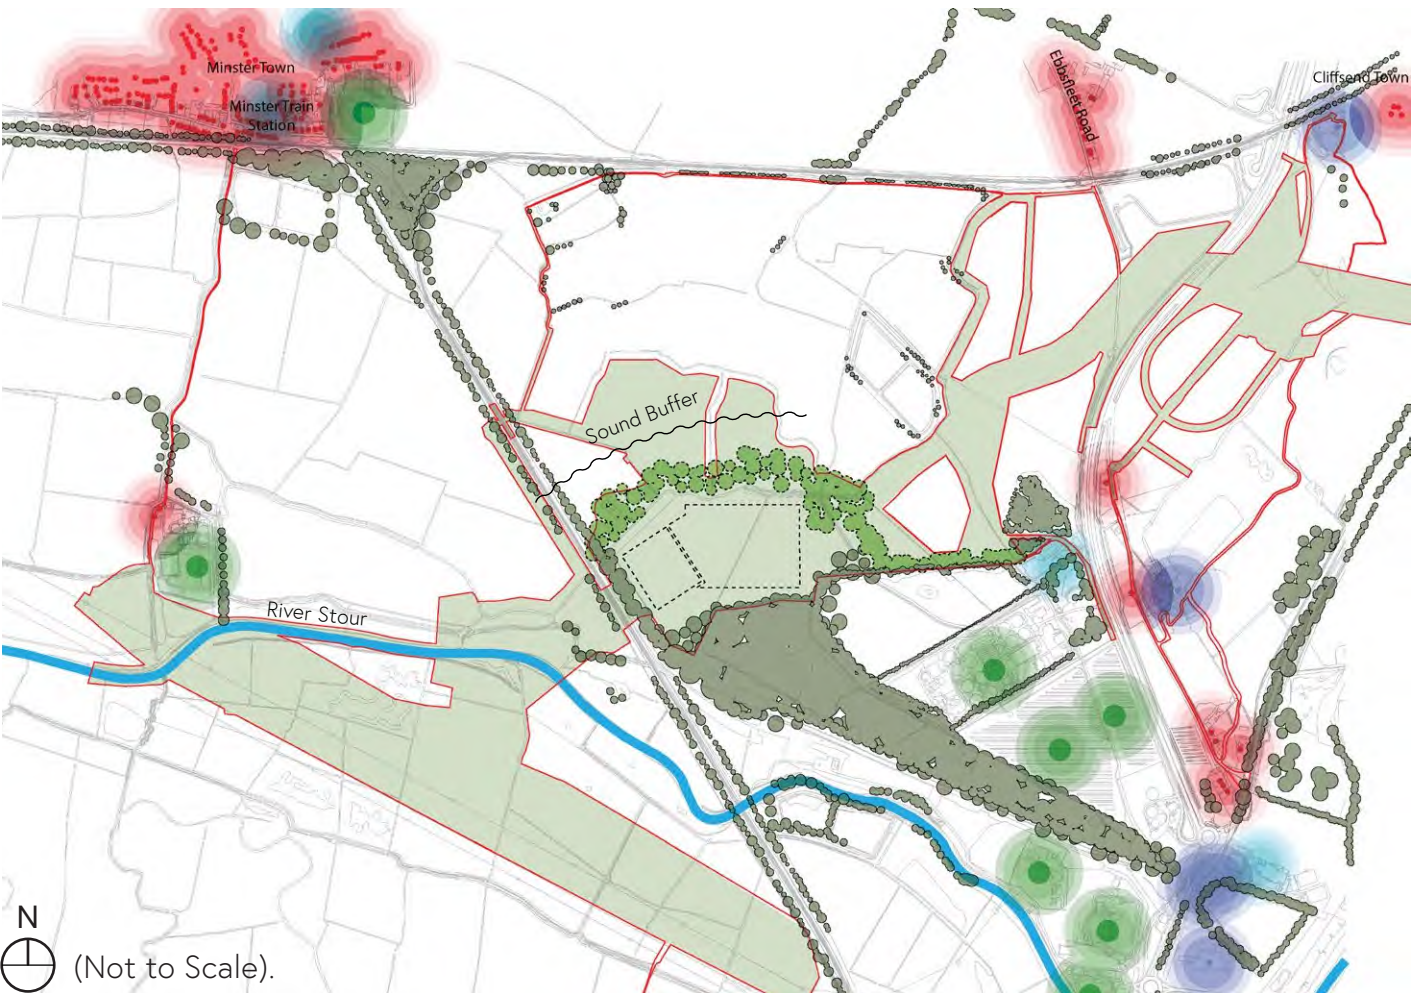 Minster Town
Minster Train
Station
Ebbsfleet Road
Cliffsend Town
Sound Buffer
River Stour
N
(Not to Scale).